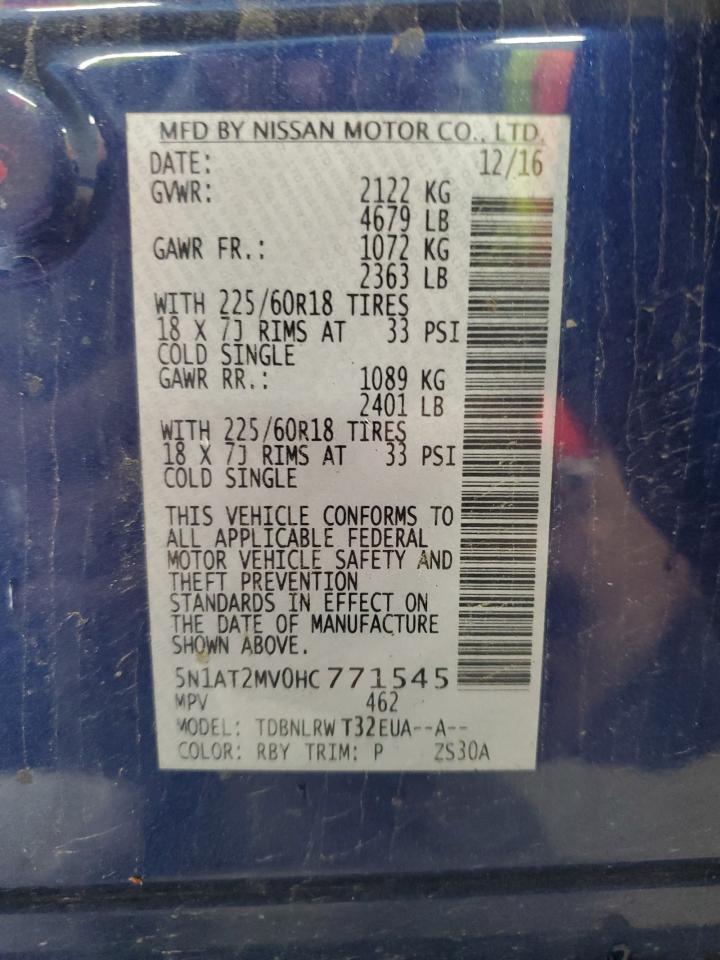 MFD BY NISSAN MOTOR CO., LTD.
DATE: 12/16
GVWR: 2122 KG
4679 LB
GAWR FR.: 1072 KG
2363 LB
WITH 225/60R18 TIRES
18 X 7J RIMS AT 33 PSI
COLD SINGLE
GAWR RR.: 1089 KG
2401 LB
WITH 225/60R18 TIRES
18 X 7J RIMS AT 33 PSI
COLD SINGLE
THIS VEHICLE CONFORMS TO
ALL APPLICABLE FEDERAL
MOTOR VEHICLE SAFETY AND
THEFT PREVENTION
STANDARDS IN EFFECT ON
THE DATE OF MANUFACTURE
SHOWN ABOVE.
5N1AT2MV0HC771545
MPV 462
MODEL: TDBNLRW T32EUA--A--
COLOR: RBY TRIM: P ZS30A